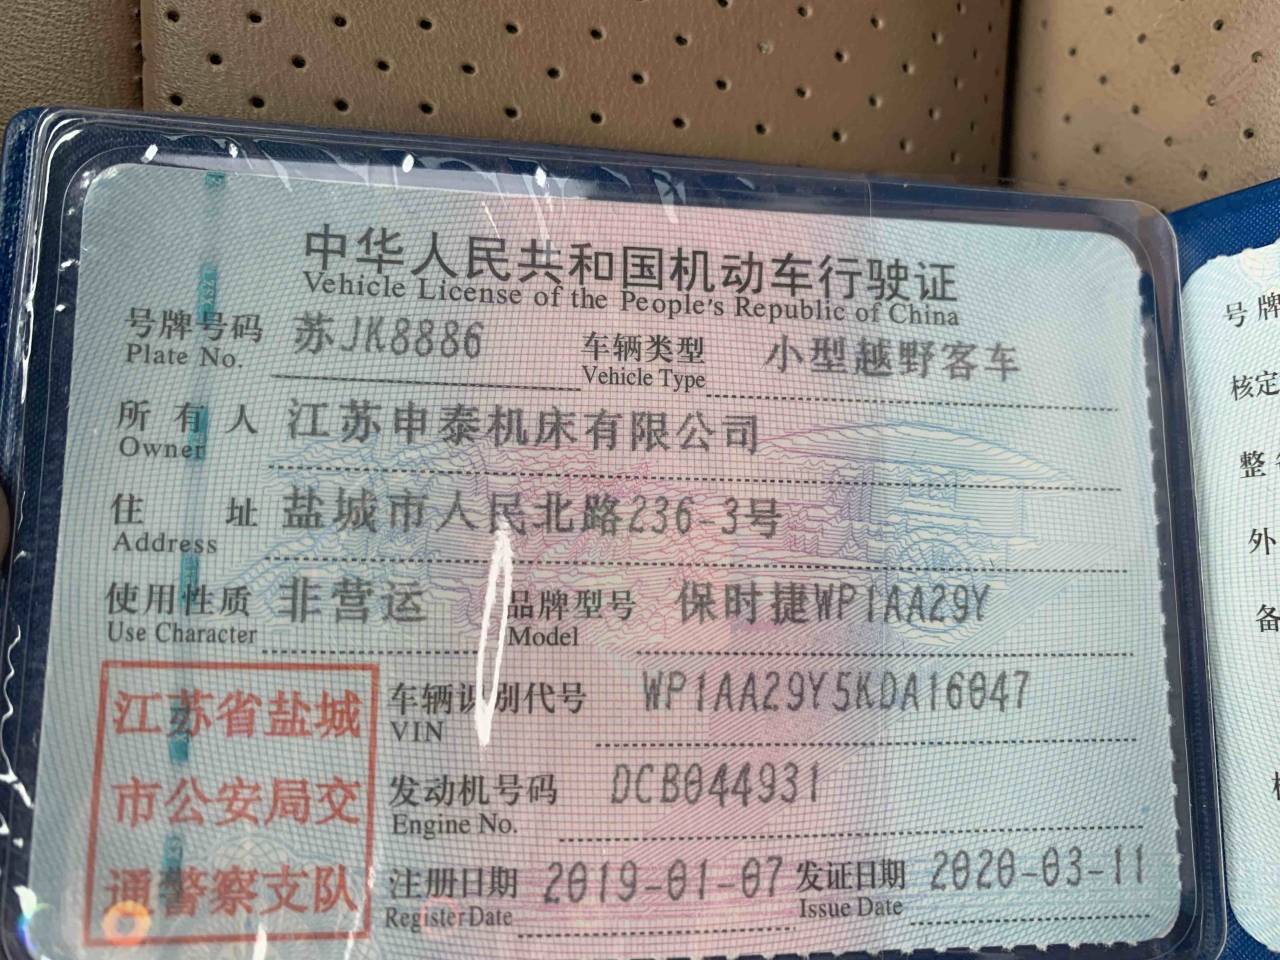 中华人民共和国机动车行驶证
Vehicle License of the People's Republic of China
号牌号码 苏JK8886 车辆类型 小型越野客车
Plate No. Vehicle Type
所有人 江苏申泰机床有限公司
Owner
住址 盐城市人民北路236-3号
Address
使用性质 非营运 品牌型号 保时捷WP1AA29Y
Use Character Model
江苏省盐城
市公安局交
通警察支队
车辆识别代号 WP1AA29Y5KDA16047
VIN
发动机号码 DCB044931
Engine No.
注册日期 2019-01-07 发证日期 2020-03-11
Register Date Issue Date
号牌
核定
整
外
备